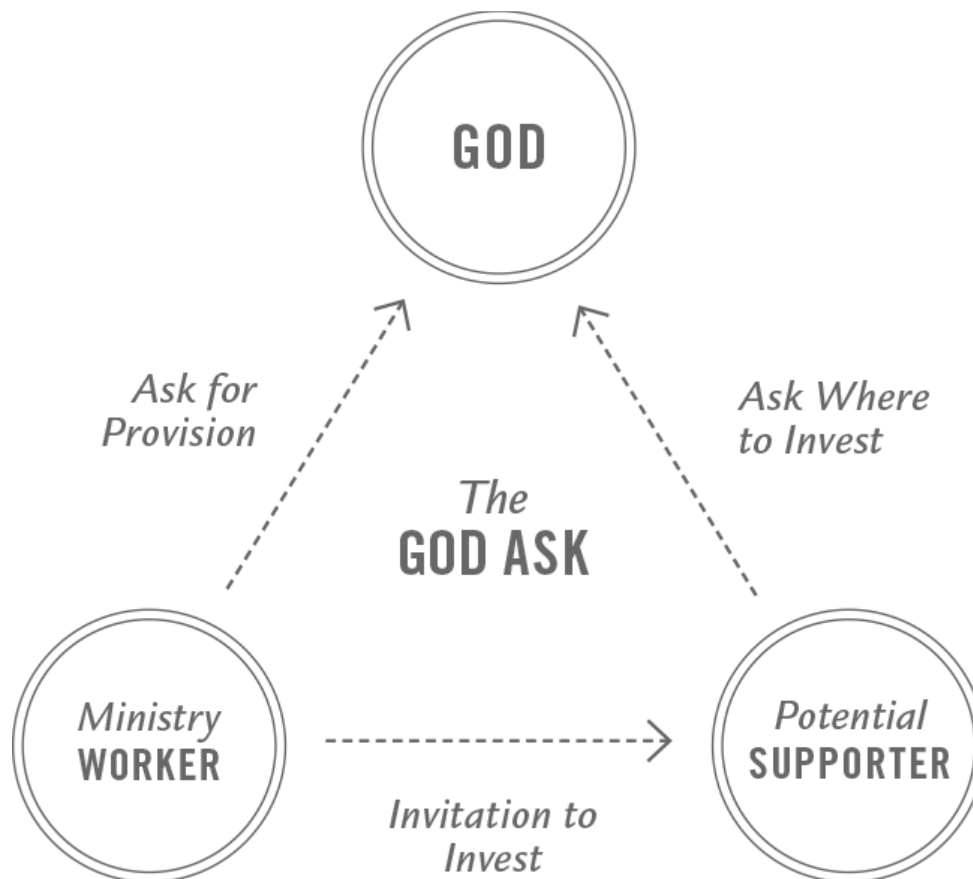 GOD
Ask for
Provision
Ask Where
to Invest
The
GOD ASK
Ministry
WORKER
Potential
SUPPORTER
Invitation to
Invest